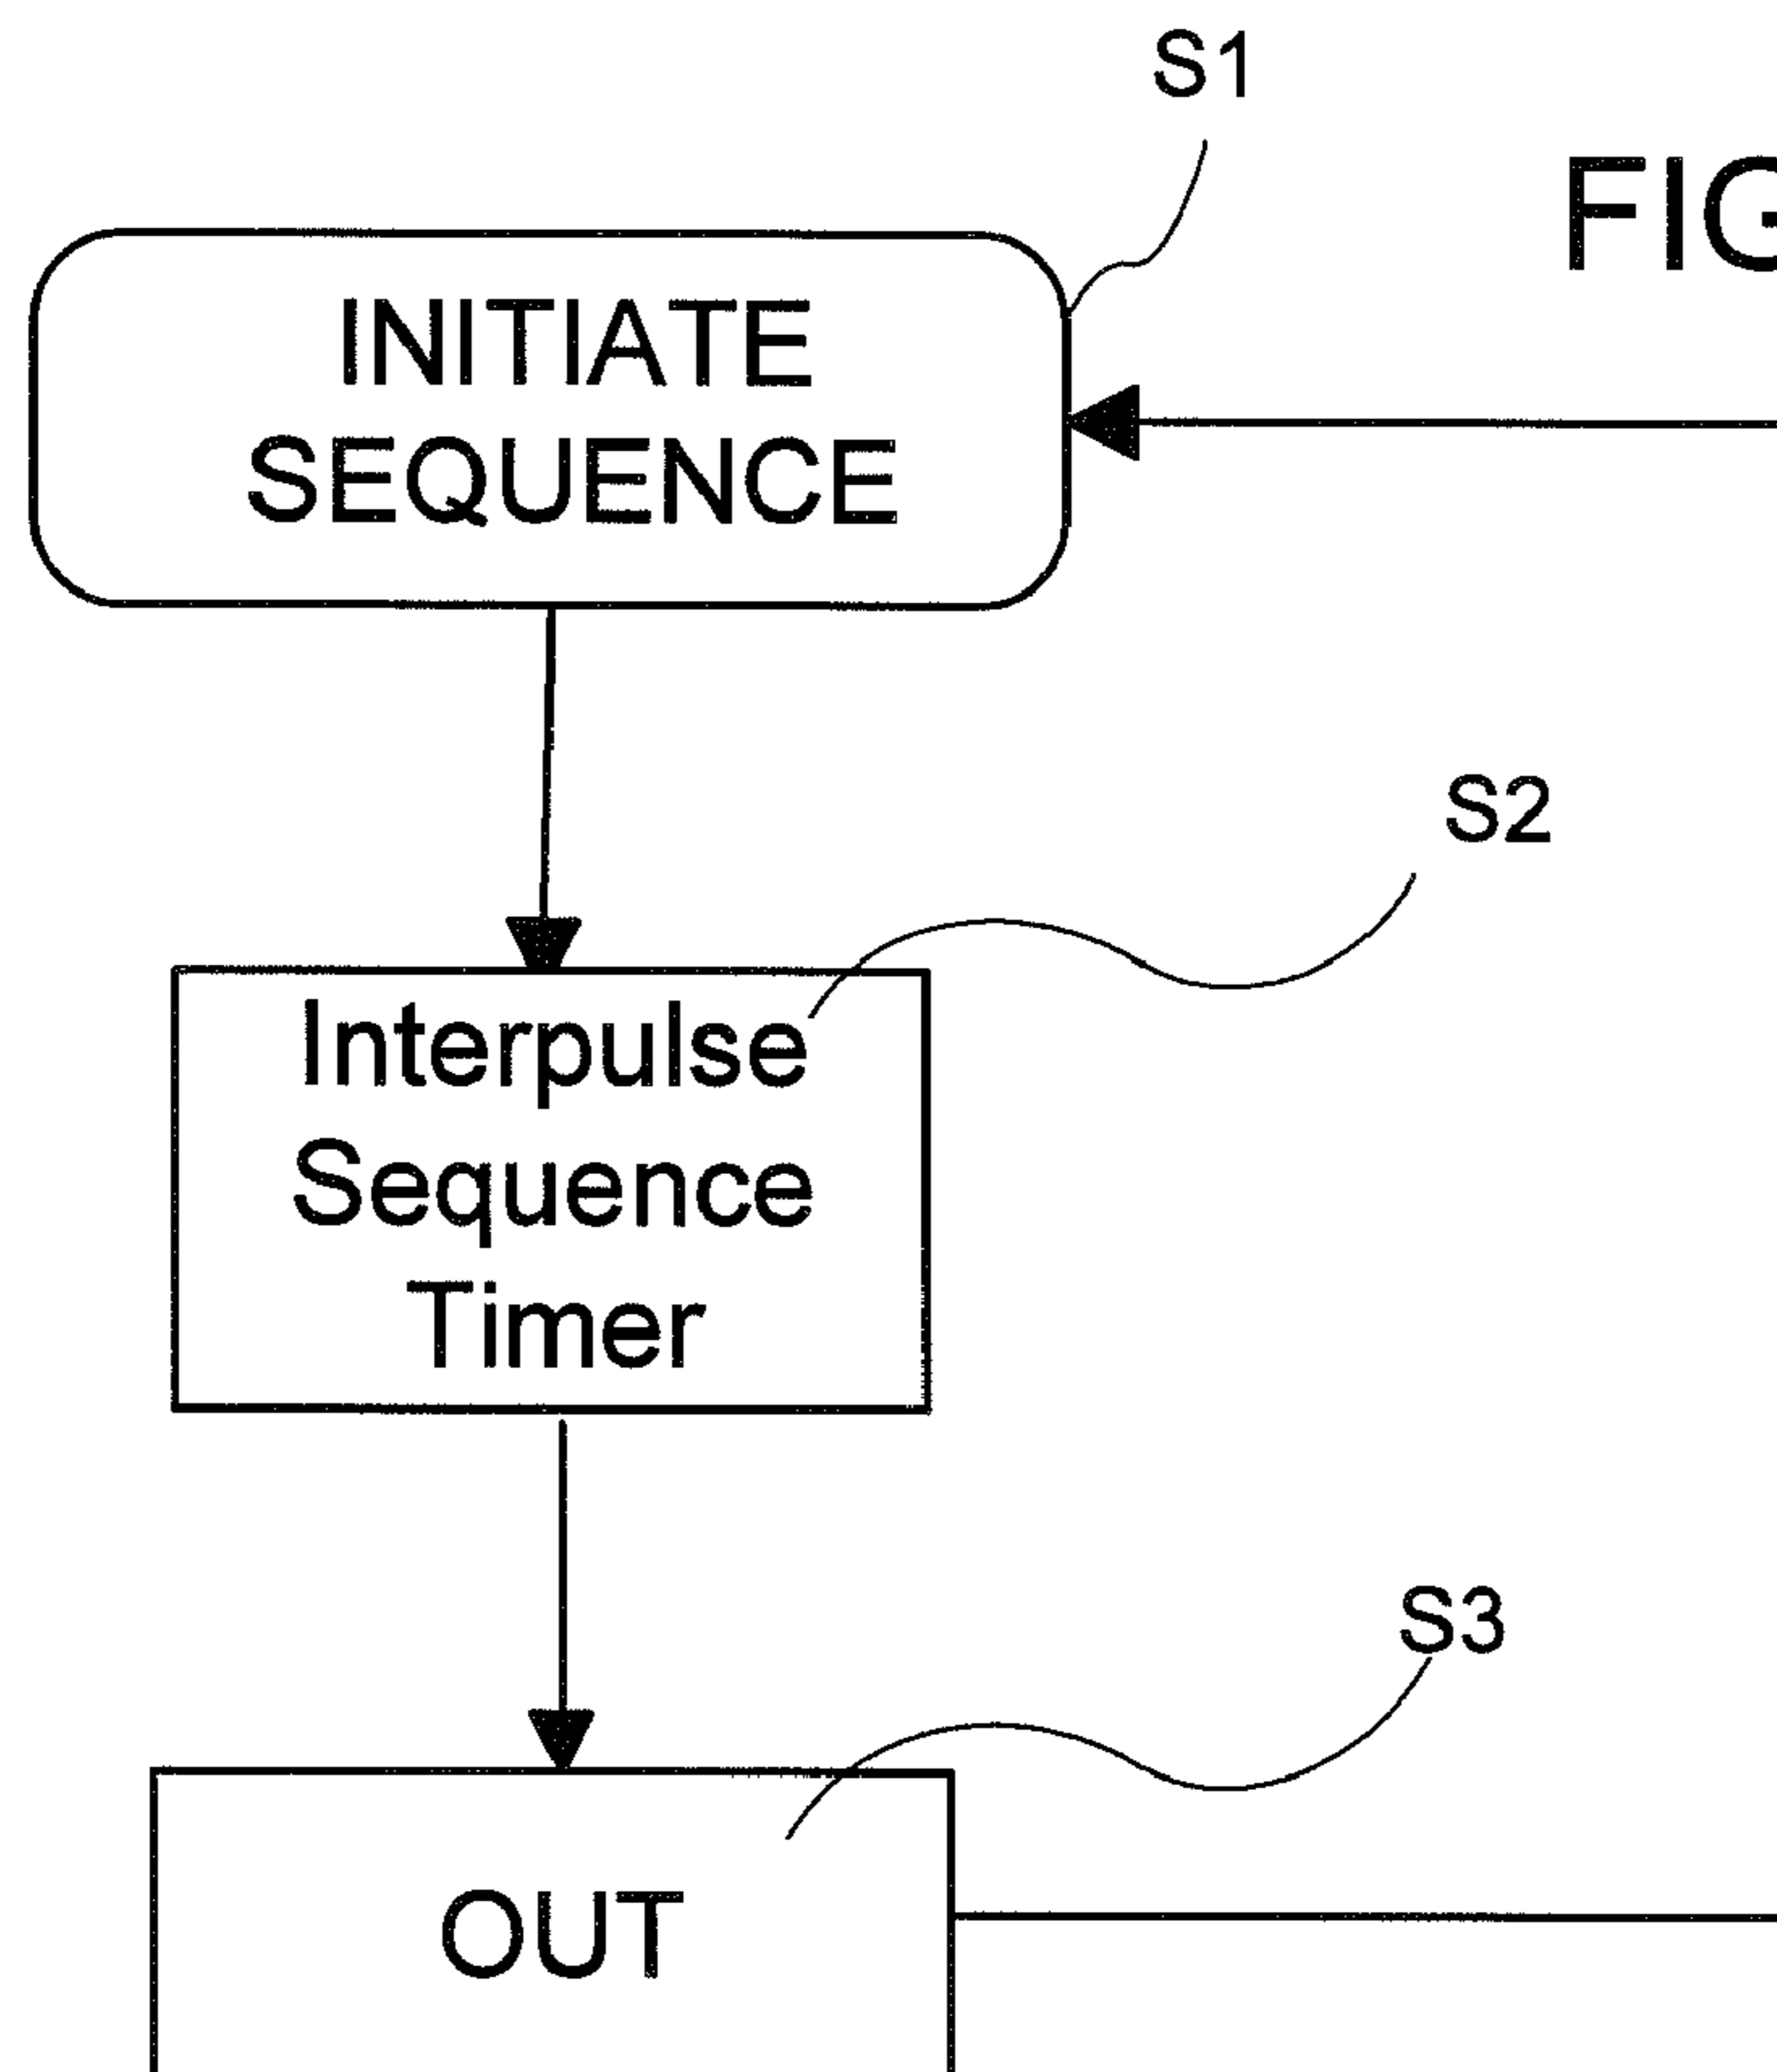 S1
FIG
INITIATE
SEQUENCE
S2
Interpulse
Sequence
Timer
S3
OUT